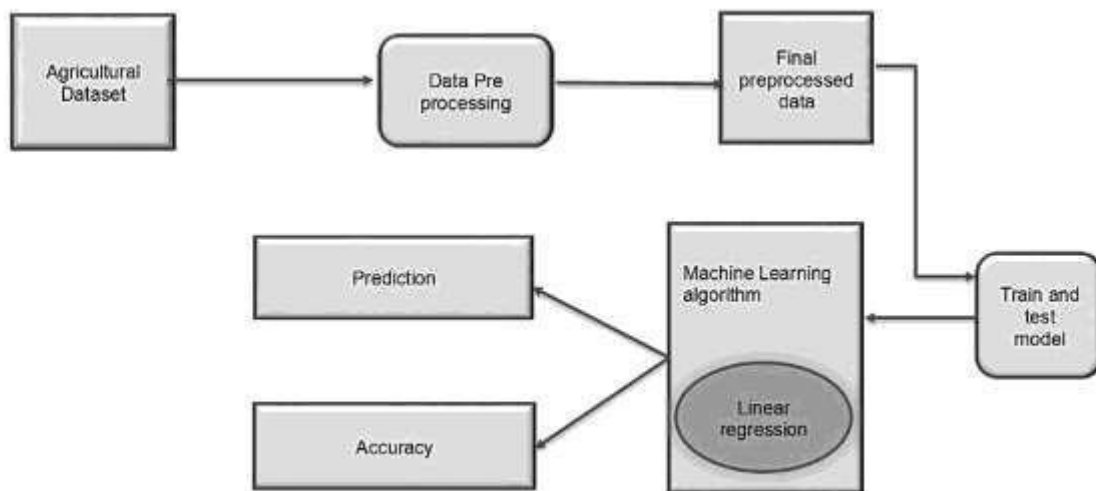 Agricultural
Dataset
Data Pre
processing
Final
preprocessed
data
Train and
test
model
Machine Learning
algorithm
Linear
regression
Prediction
Accuracy